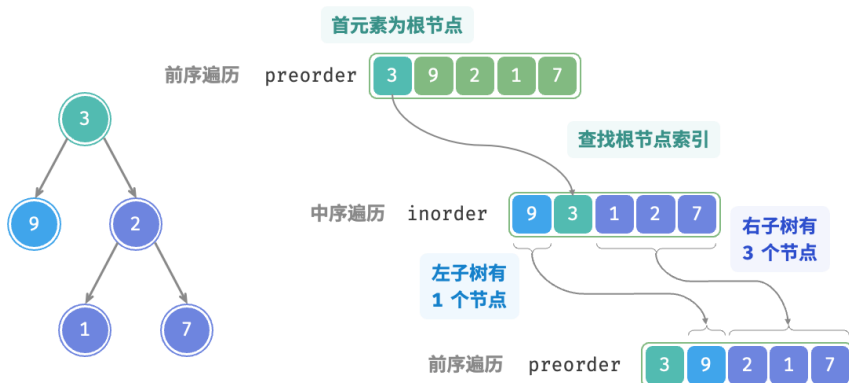 首元素为根节点
前序遍历 preorder 3 9 2 1 7
3
查找根节点索引
中序遍历 inorder 9 3 1 2 7
9
2
右子树有
3 个节点
左子树有
1 个节点
1
7
前序遍历 preorder 3 9 2 1 7